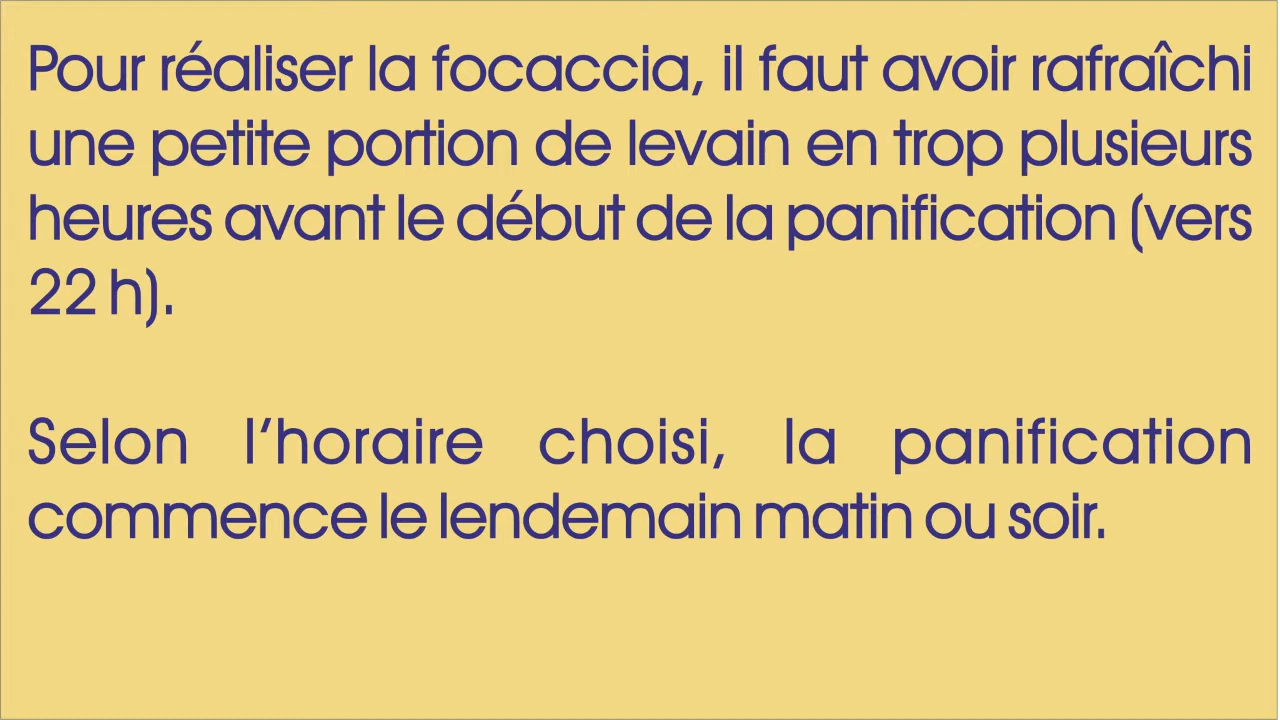 Pour réaliser la focaccia, il faut avoir rafraîchi
une petite portion de levain en trop plusieurs
heures avant le début de la panification (vers
22 h).
Selon l’horaire choisi, la panification
commence le lendemain matin ou soir.